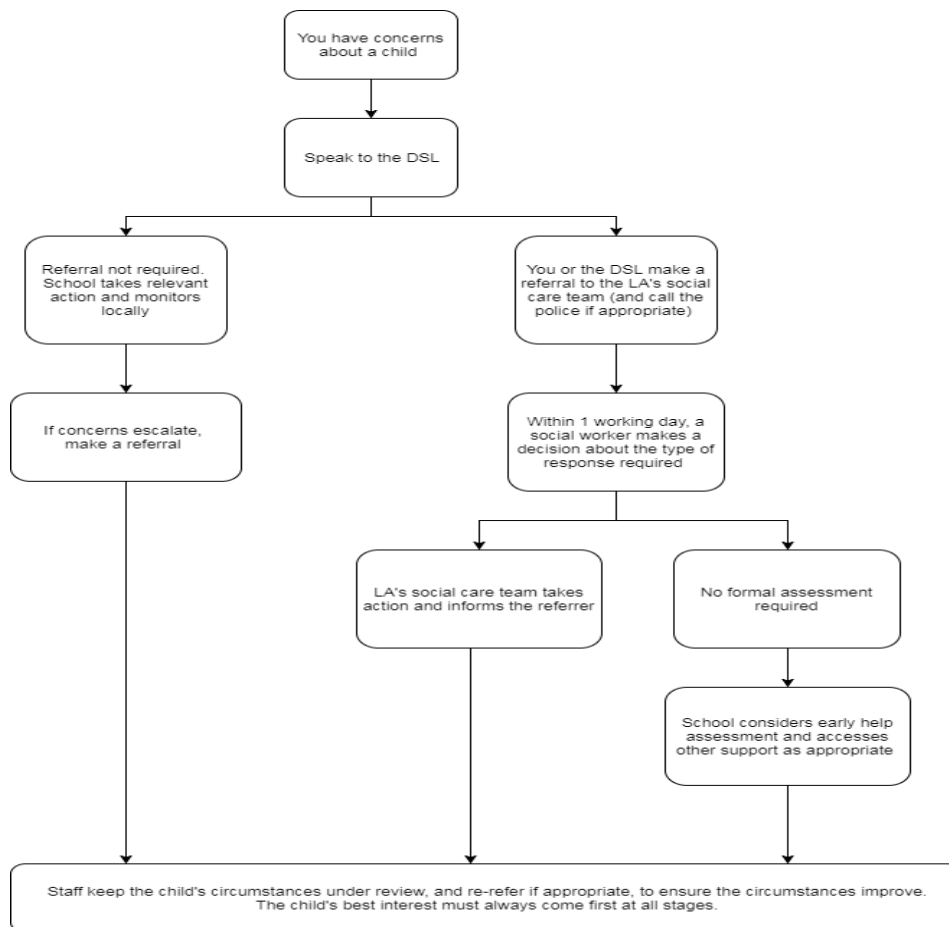 You have concerns
about a child
Speak to the DSL
Referral not required.
School takes relevant
action and monitors
locally
You or the DSL make a
referral to the LA's social
care team (and call the
police if appropriate)
If concerns escalate,
make a referral
Within 1 working day, a
social worker makes a
decision about the type of
response required
LA's social care team takes
action and informs the referrer
No formal assessment
required
School considers early help
assessment and accesses
other support as appropriate
Staff keep the child's circumstances under review, and re-refer if appropriate, to ensure the circumstances improve.
The child's best interest must always come first at all stages.